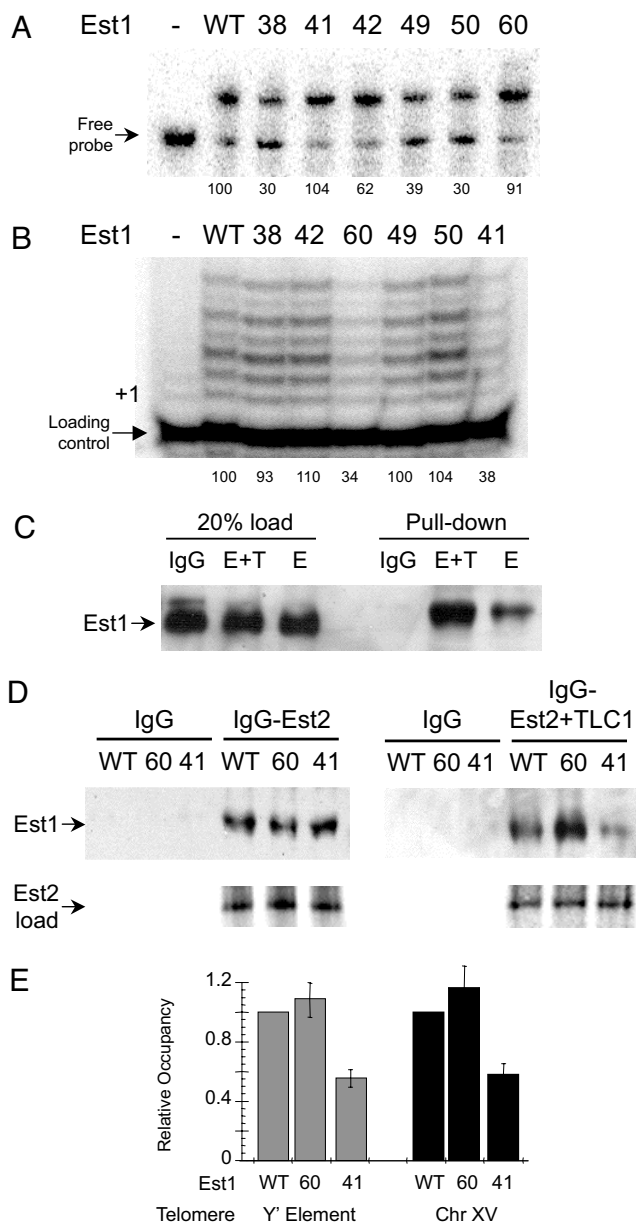 A
Est1 - WT 38 41 42 49 50 60
Free
probe
100 30 104 62 39 30 91
B
Est1 - WT 38 42 60 49 50 41
+1
Loading
control
100 93 110 34 100 104 38
C
20% load Pull-down
IgG E+T E IgG E+T E
Est1
D
IgG IgG-Est2 IgG IgG-
Est2+TLC1
WT 60 41 WT 60 41 WT 60 41 WT 60 41
Est1
Est2
load
E
Relative Occupancy
1.2
0.8
0.4
0
Est1 WT 60 41 WT 60 41
Telomere Y' Element Chr XV